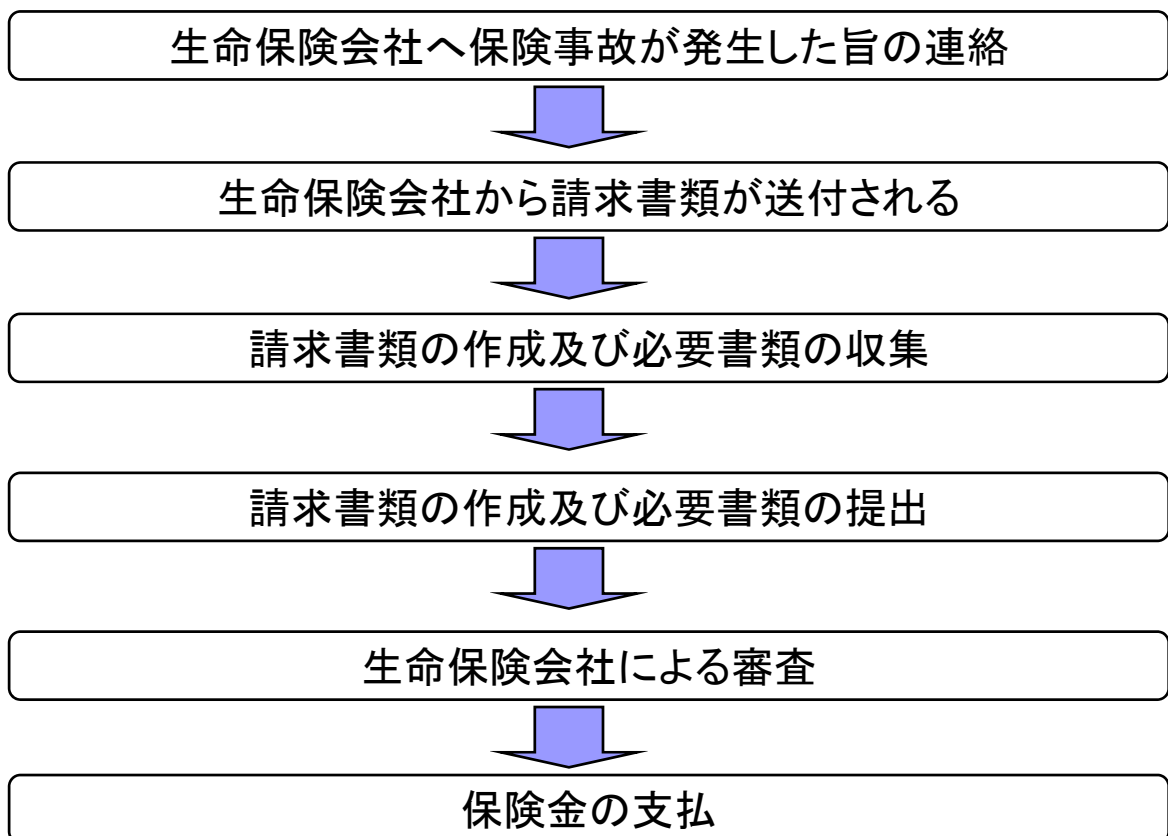 生命保険会社へ保険事故が発生した旨の連絡
生命保険会社から請求書類が送付される
請求書類の作成及び必要書類の収集
請求書類の作成及び必要書類の提出
生命保険会社による審査
保険金の支払